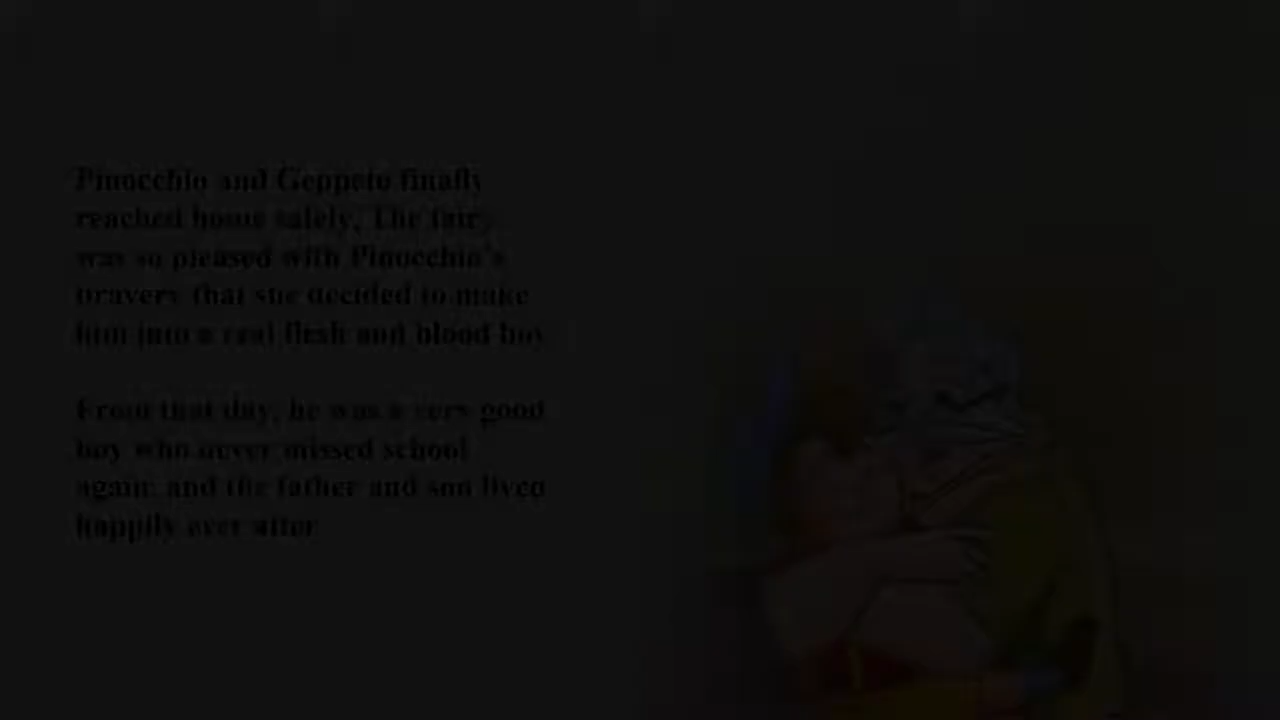 Pinocchio and Geppeto finally
reached home safely. The fairy
was so pleased with Pinocchio's
bravery that she decided to make
him into a real flesh and blood boy.
From that day, he was a very good
boy who never missed school
again. and the father and son lived
happily ever after